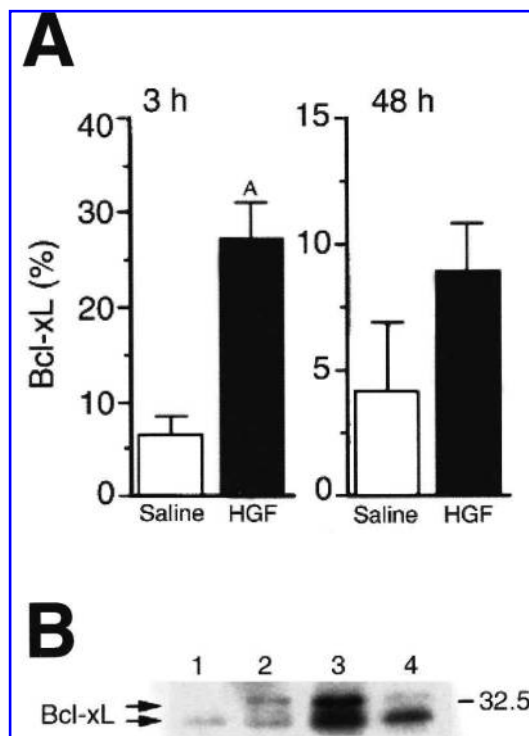 A
3 h
48 h
Bcl-xL (%)
40
30
20
10
0
A
Saline HGF
15
10
5
0
Saline HGF
B
1 2 3 4
Bcl-xL
-32.5